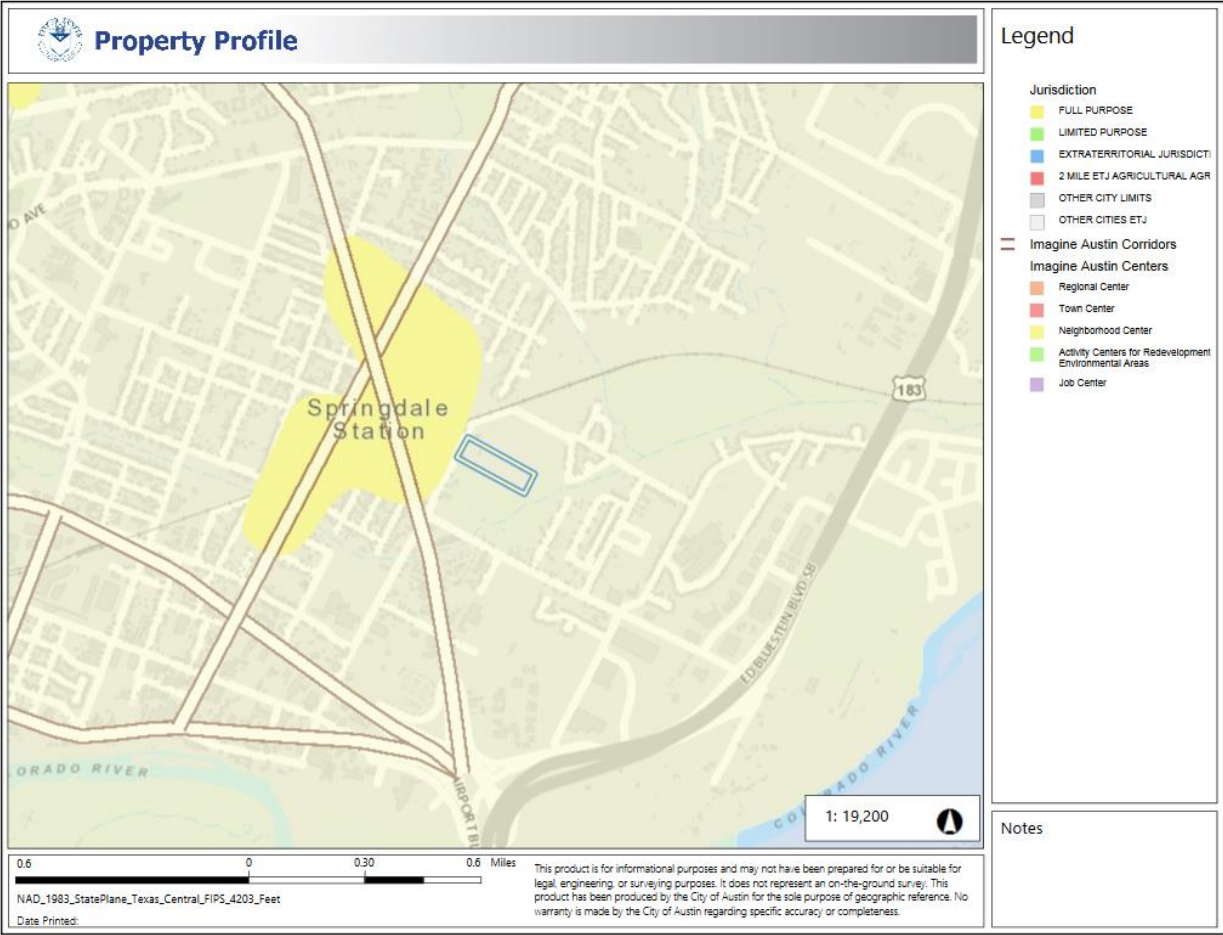 Property Profile
Legend
Jurisdiction
FULL PURPOSE
LIMITED PURPOSE
EXTRATERRITORIAL JURISDICTI
2 MILE ETJ AGRICULTURAL AGR
OTHER CITY LIMITS
OTHER CITIES ETJ
Imagine Austin Corridors
Imagine Austin Centers
Regional Center
Town Center
Neighborhood Center
Activity Centers for Redevelopment
Environmental Areas
Job Center
O AVE
183
Springdale
Station
ED BLUESTEIN BLVD SB
ORADO RIVER
AIRPORT BL
COLORADO RIVER
1: 19,200
Notes
0.6 0 0.30 0.6 Miles
NAD_1983_StatePlane_Texas_Central_FIPS_4203_Feet
Date Printed:
This product is for informational purposes and may not have been prepared for or be suitable for
legal, engineering, or surveying purposes. It does not represent an on-the-ground survey. This
product has been produced by the City of Austin for the sole purpose of geographic reference. No
warranty is made by the City of Austin regarding specific accuracy or completeness.